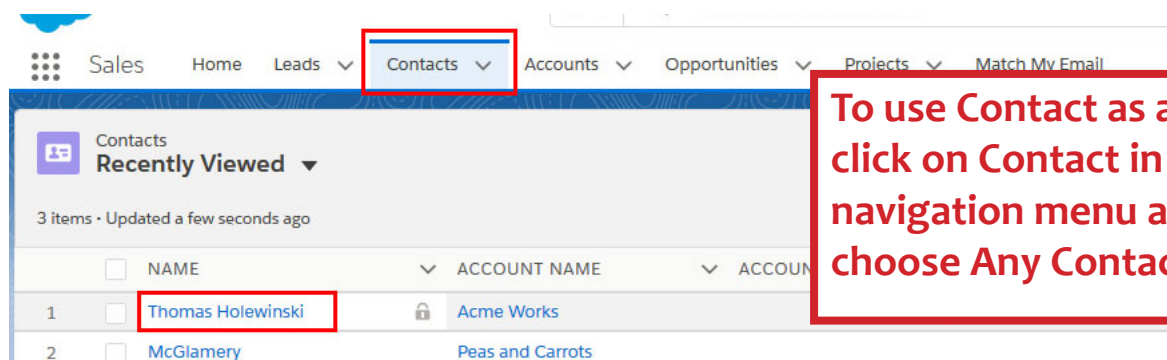 Sales Home Leads Contacts Accounts Opportunities Projects Match My Email
Contacts
Recently Viewed
3 items • Updated a few seconds ago
To use Contact as a
click on Contact in
navigation menu a
choose Any Contac
NAME ACCOUNT NAME ACCOUN
1 Thomas Holewinski Acme Works
2 McGlamery Peas and Carrots